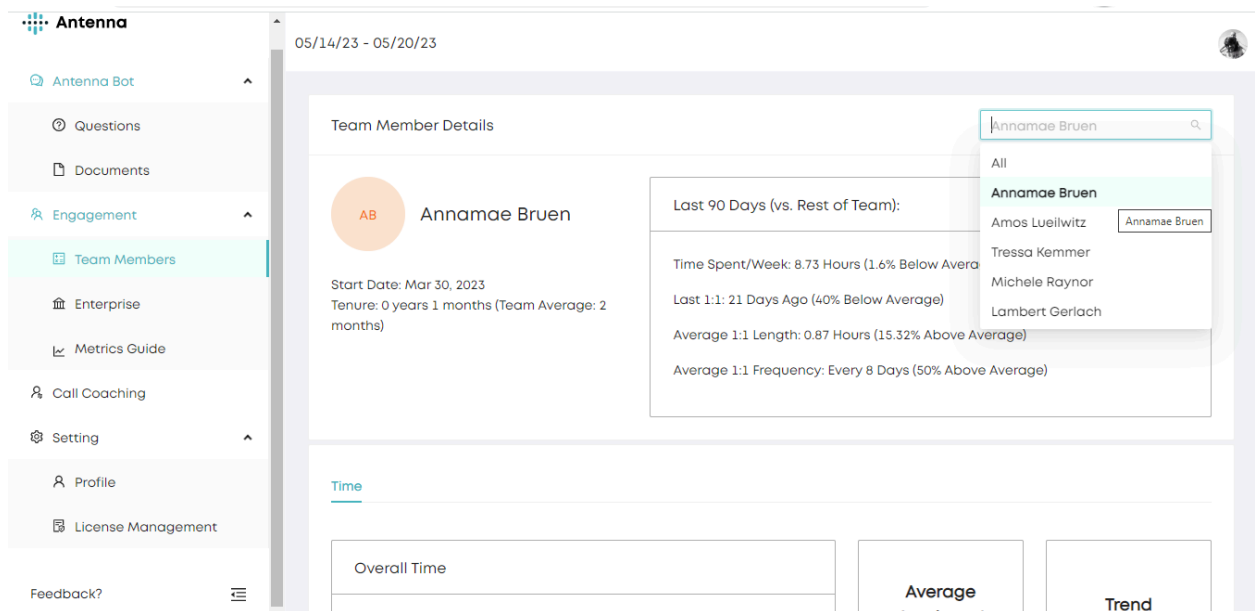 Antenna
05/14/23 - 05/20/23
Antenna Bot
Questions
Documents
Engagement
Team Members
Enterprise
Metrics Guide
Call Coaching
Setting
Profile
License Management
Feedback?
Team Member Details
Annamae Bruen
All
Annamae Bruen
Amos Lueilwitz
Annamae Bruen
Tressa Kemmer
Michele Raynor
Lambert Gerlach
AB
Annamae Bruen
Start Date: Mar 30, 2023
Tenure: 0 years 1 months (Team Average: 2
months)
Last 90 Days (vs. Rest of Team):
Time Spent/Week: 8.73 Hours (1.6% Below Avera
Last 1:1: 21 Days Ago (40% Below Average)
Average 1:1 Length: 0.87 Hours (15.32% Above Average)
Average 1:1 Frequency: Every 8 Days (50% Above Average)
Time
Overall Time
Average
Trend